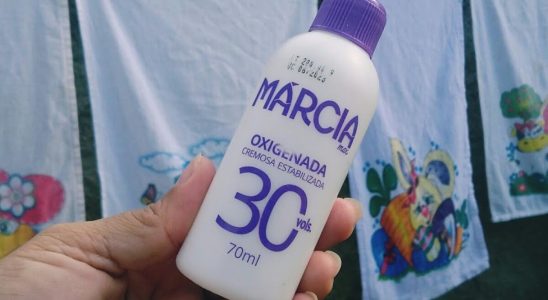 MÁRCIA
OXIGENADA
CREMOSA ESTABILIZADA
30 vols.
70ml